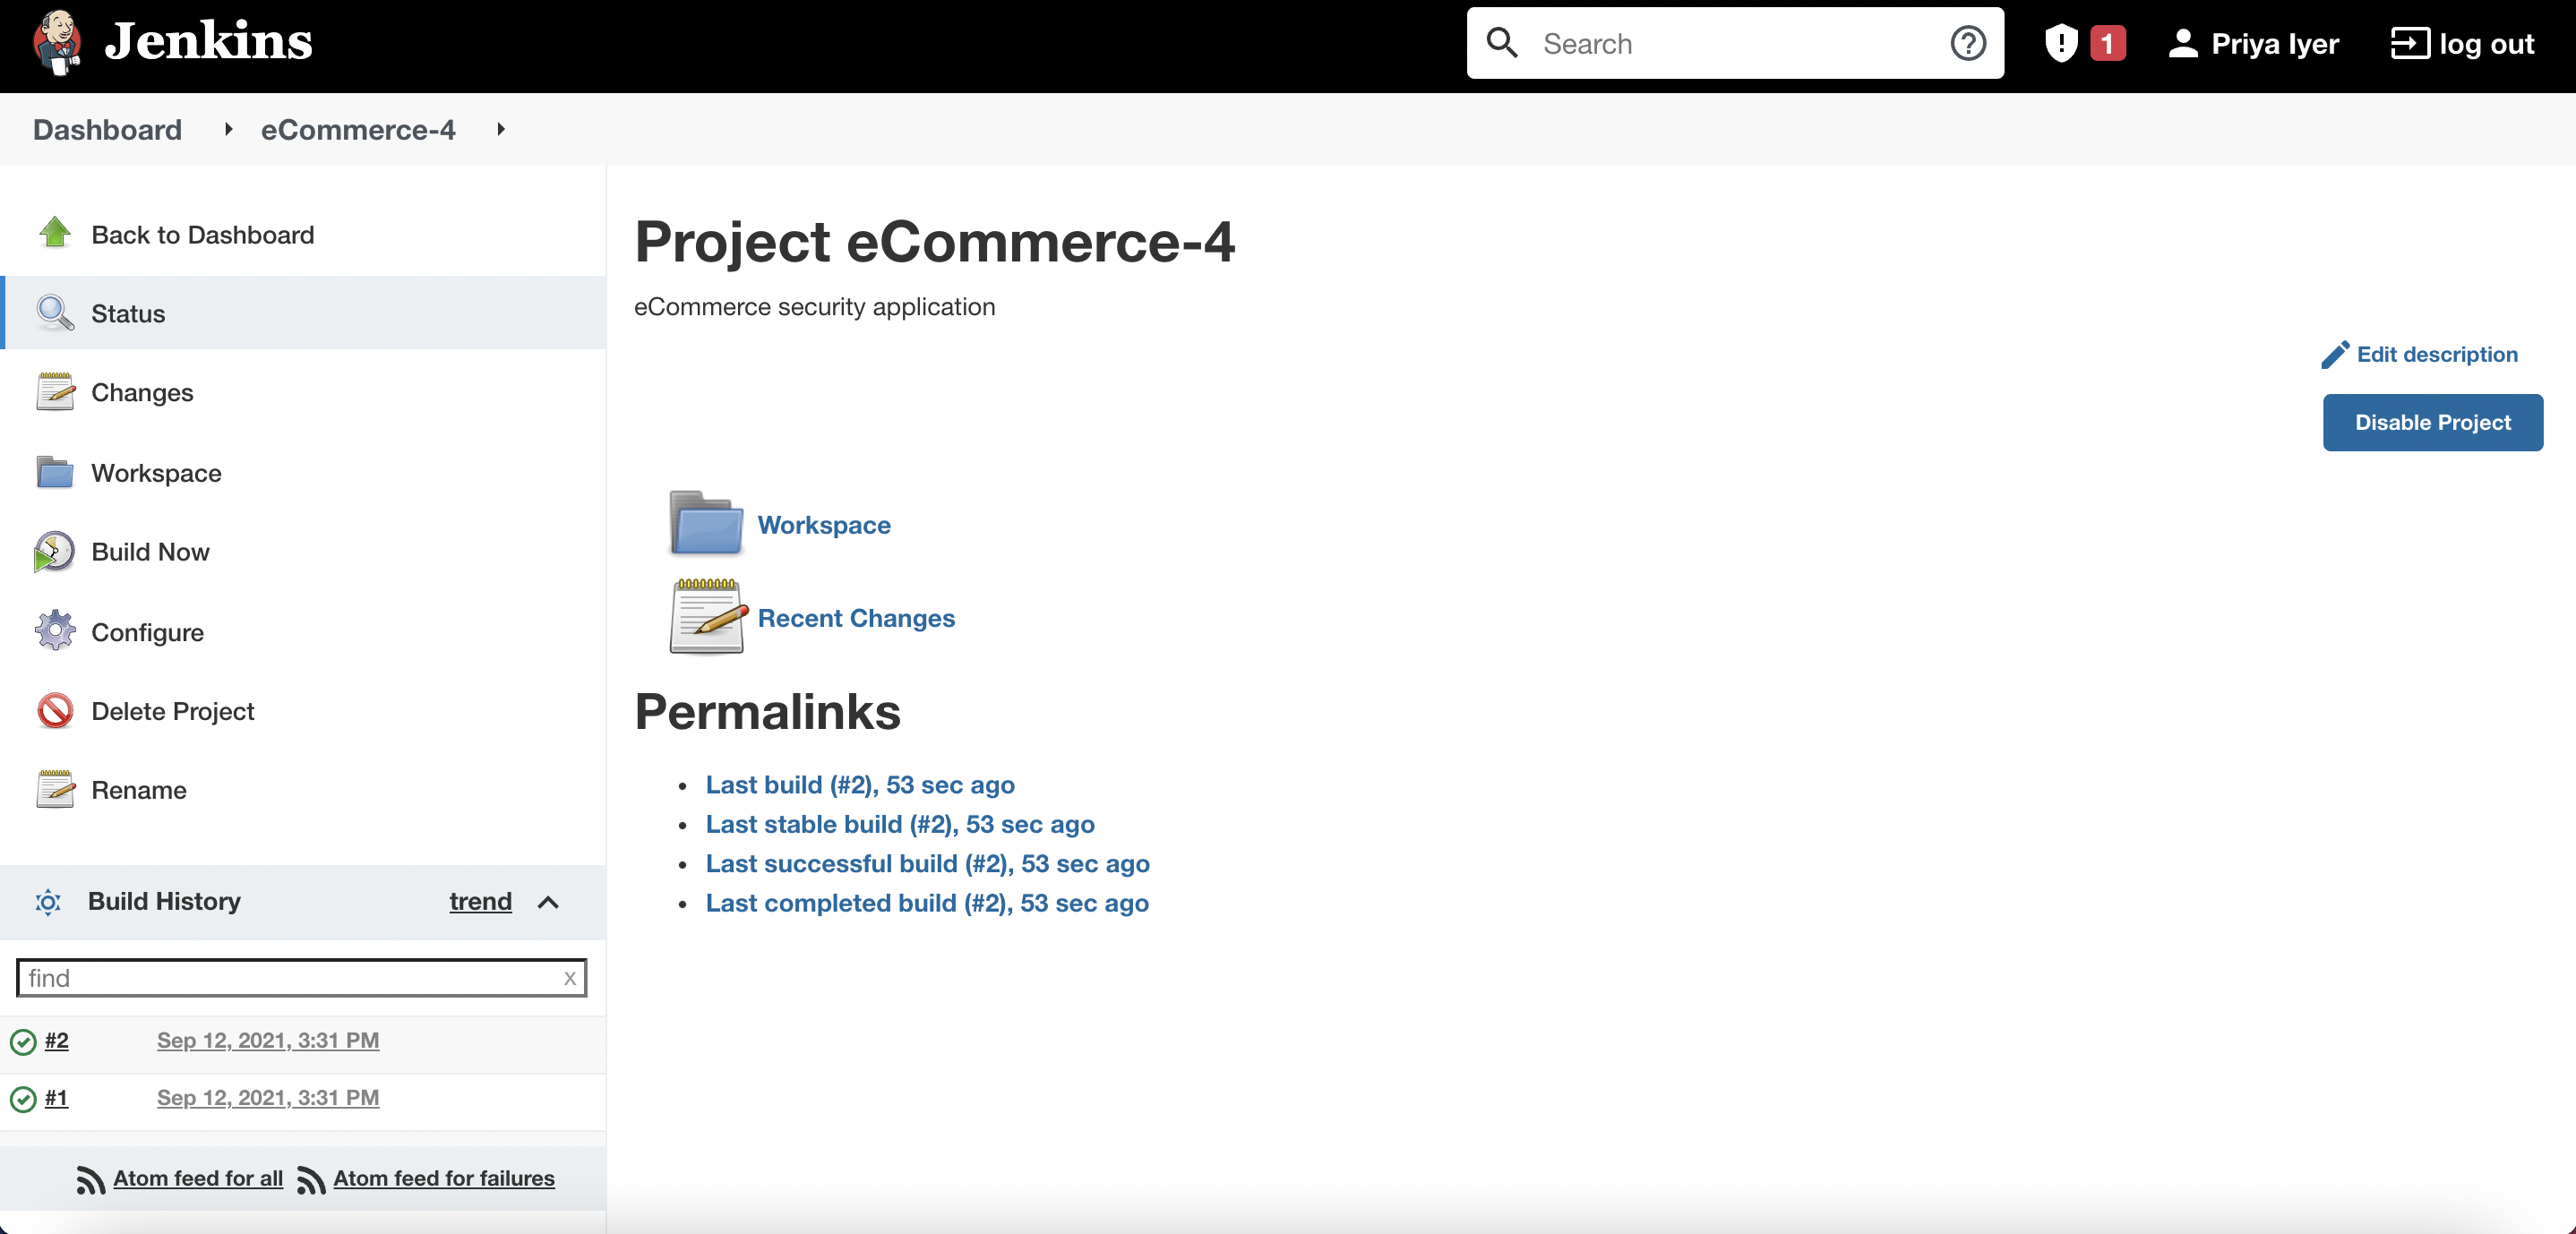 Jenkins
Search
1
Priya Iyer
log out
Dashboard
eCommerce-4
Back to Dashboard
Status
Changes
Workspace
Build Now
Configure
Delete Project
Rename
Build History
trend
find
x
#2
Sep 12, 2021, 3:31 PM
#1
Sep 12, 2021, 3:31 PM
Atom feed for all
Atom feed for failures
Project eCommerce-4
eCommerce security application
Edit description
Disable Project
Workspace
Recent Changes
Permalinks
Last build (#2), 53 sec ago
Last stable build (#2), 53 sec ago
Last successful build (#2), 53 sec ago
Last completed build (#2), 53 sec ago